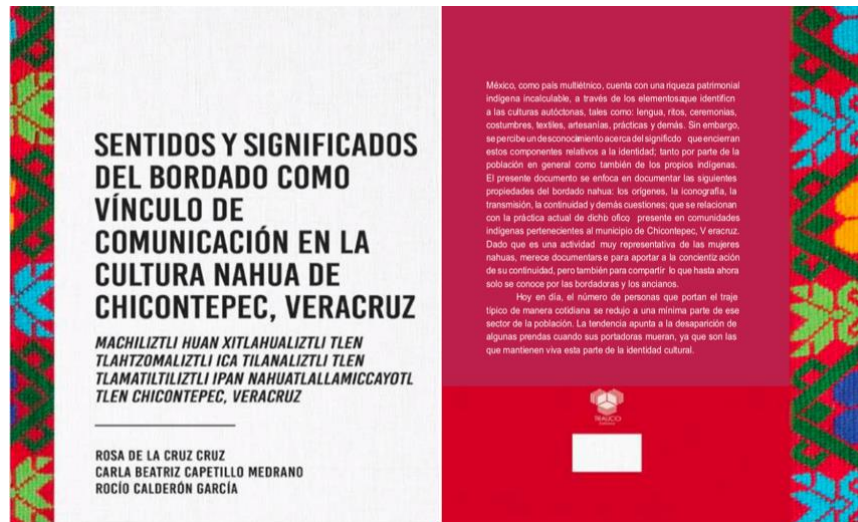 SENTIDOS Y SIGNIFICADOS
DEL BORDADO COMO
VÍNCULO DE
COMUNICACIÓN EN LA
CULTURA NAHUA DE
CHICONTEPEC, VERACRUZ
MACHILIZTLI HUAN XITLAHUALIZTLI TLEN
TLAHTZOMALIZTLI ICA TILANALIZTLI TLEN
TLAMATILTILIZTLI IPAN NAHUATLALLAMICCAYOTL
TLEN CHICONTEPEC, VERACRUZ
ROSA DE LA CRUZ CRUZ
CARLA BEATRIZ CAPETILLO MEDRANO
ROCÍO CALDERÓN GARCÍA
México, como país multiétnico, cuenta con una riqueza patrimonial
indígena incalculable, a través de los elementosaque identificn
a las culturas autóctonas, tales como: lengua, ritos, ceremonias,
costumbres, textiles, artesanías, prácticas y demás. Sin embargo,
se percibe un desconocimiento acerca del significdo que encierran
estos componentes relativos a la identidad; tanto por parte de la
población en general como también de los propios indígenas.
El presente documento se enfoca en documentar las siguientes
propiedades del bordado nahua: los orígenes, la iconografía, la
transmisión, la continuidad y demás cuestiones; que se relacionan
con la práctica actual de dichb ofico presente en comunidades
indígenas pertenecientes al municipio de Chicontepec, V eracruz.
Dado que es una actividad muy representativa de las mujeres
nahuas, merece documentars e para aportar a la concientiz ación
de su continuidad, pero también para compartir lo que hasta ahora
solo se conoce por las bordadoras y los ancianos.
Hoy en día, el número de personas que portan el traje
típico de manera cotidiana se redujo a una mínima parte de ese
sector de la población. La tendencia apunta a la desaparición de
algunas prendas cuando sus portadoras mueran, ya que son las
que mantienen viva esta parte de la identidad cultural.